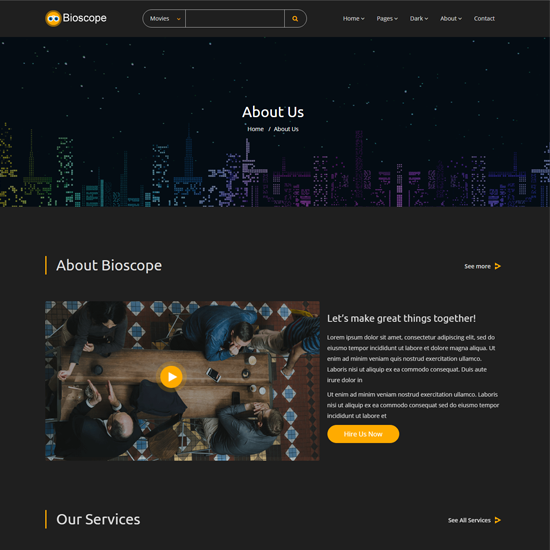 Bioscope
Movies
Home
Pages
Dark
About
Contact
About Us
Home / About Us
About Bioscope
See more
Let's make great things together!
Lorem ipsum dolor sit amet, consectetur adipiscing elit, sed do
eiusmo tempor incididunt ut labore et dolore magna aliqua. Ut
enim ad minim veniam quis nostrud exercitation ullamco.
Laboris nisi ut aliquip ex ea commodo consequat. Duis aute
irure dolor in
Ut enim ad minim veniam nostrud exercitation ullamco. Laboris
nisi ut aliquip ex ea commodo consequat sed do eiusmo tempor
incididunt ut labore et
Hire Us Now
Our Services
See All Services